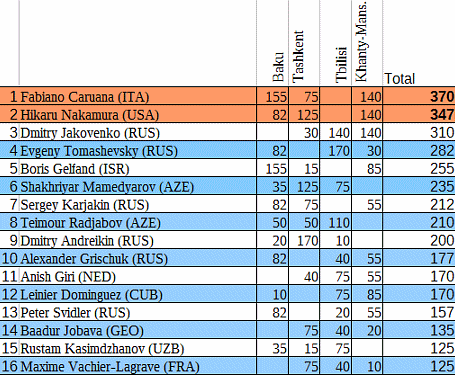 Baku Tashkent Tbilisi Khanty-Mans. Total
1 Fabiano Caruana (ITA) 155 75 140 370
2 Hikaru Nakamura (USA) 82 125 140 347
3 Dmitry Jakovenko (RUS) 30 140 140 310
4 Evgeny Tomashevsky (RUS) 82 170 30 282
5 Boris Gelfand (ISR) 155 15 85 255
6 Shakhriyar Mamedyarov (AZE) 35 125 75 235
7 Sergey Karjakin (RUS) 82 75 55 212
8 Teimour Radjabov (AZE) 50 50 110 210
9 Dmitry Andreikin (RUS) 20 170 10 200
10 Alexander Grischuk (RUS) 82 40 55 177
11 Anish Giri (NED) 40 75 55 170
12 Leinier Dominguez (CUB) 10 75 85 170
13 Peter Svidler (RUS) 82 20 55 157
14 Baadur Jobava (GEO) 75 40 20 135
15 Rustam Kasimdzhanov (UZB) 35 15 75 125
16 Maxime Vachier-Lagrave (FRA) 75 40 10 125